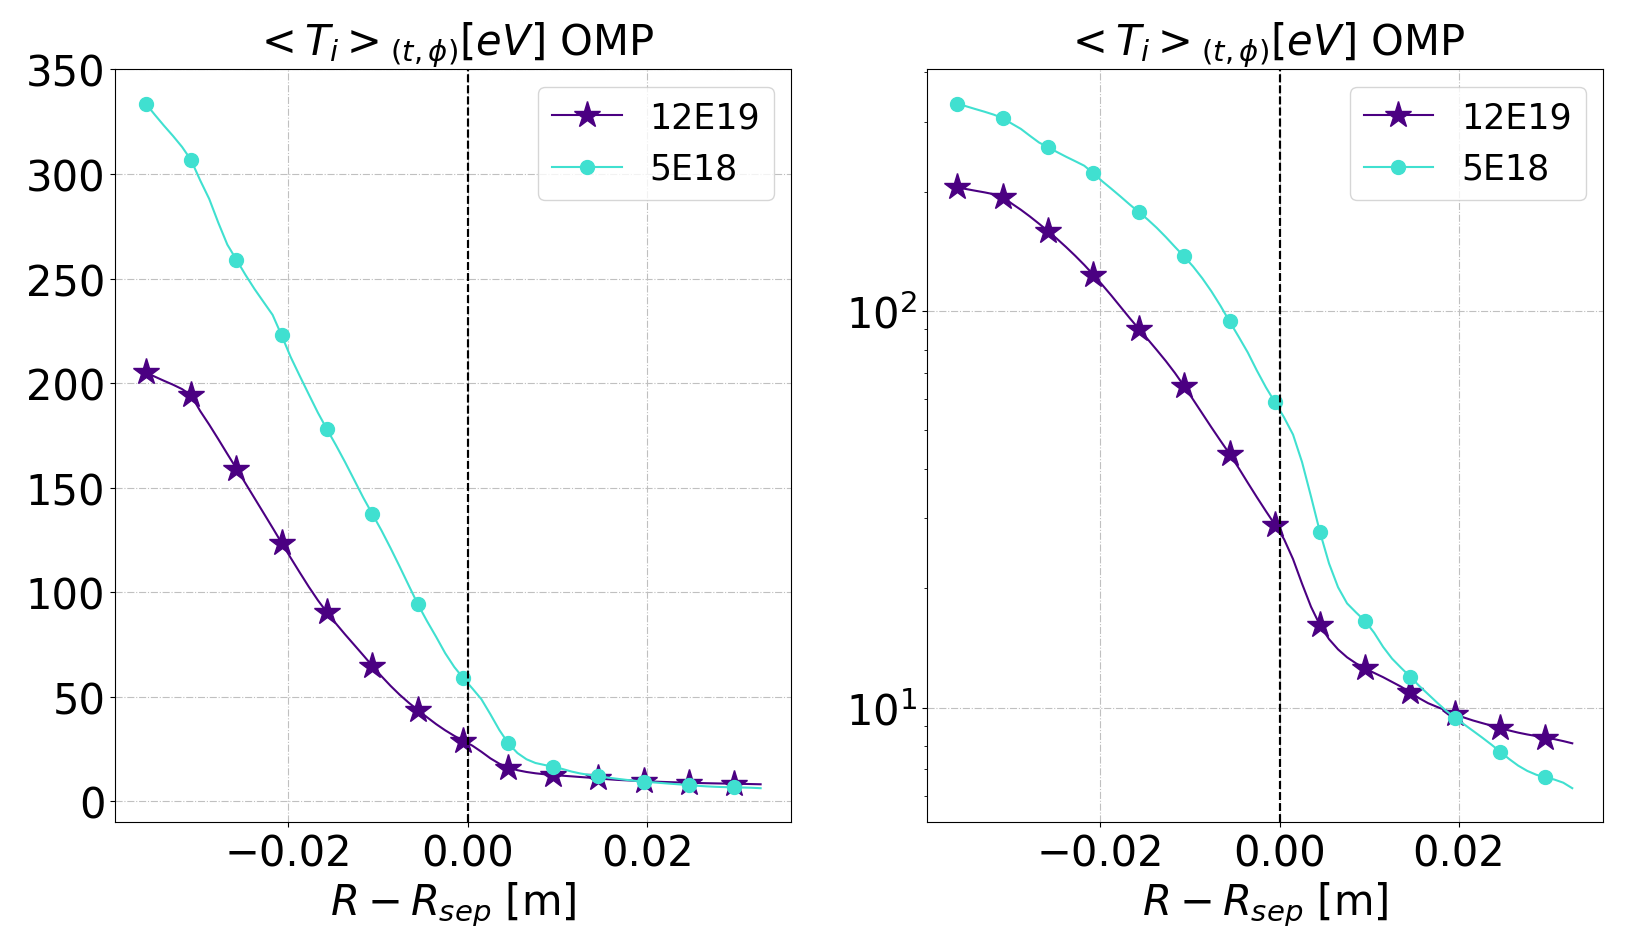 < T_i >_(t,ϕ)[eV] OMP
350
300
250
200
150
100
50
0
12E19
5E18
−0.02
0.00
0.02
R − R_sep [m]
< T_i >_(t,ϕ)[eV] OMP
10^2
10^1
12E19
5E18
−0.02
0.00
0.02
R − R_sep [m]